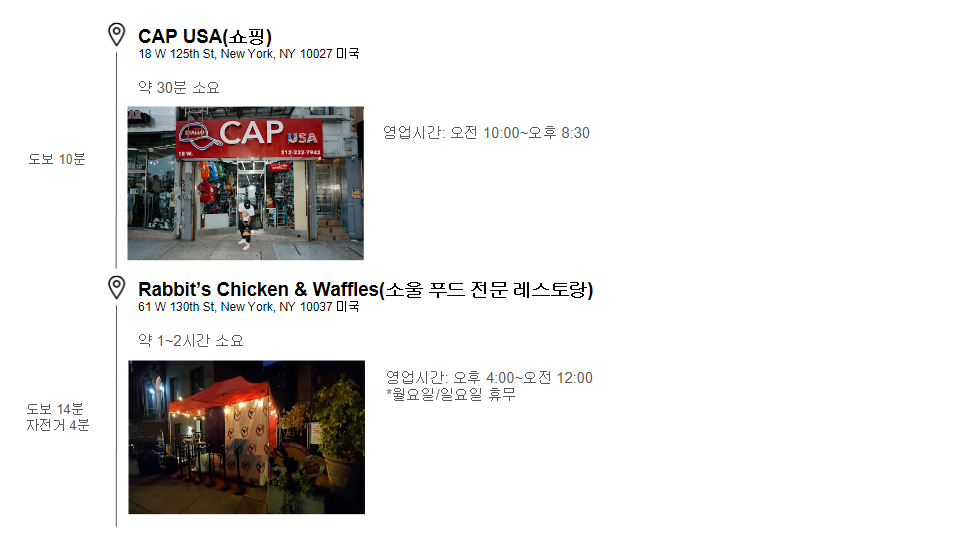 CAP USA(쇼핑)
18 W 125th St, New York, NY 10027 미국
약 30분 소요
DIALLO
CAP USA
18 W.
212-222-7942
영업시간: 오전 10:00~오후 8:30
도보 10분
Rabbit’s Chicken & Waffles(소울 푸드 전문 레스토랑)
61 W 130th St, New York, NY 10037 미국
약 1~2시간 소요
영업시간: 오후 4:00~오전 12:00
*월요일/일요일 휴무
도보 14분
자전거 4분